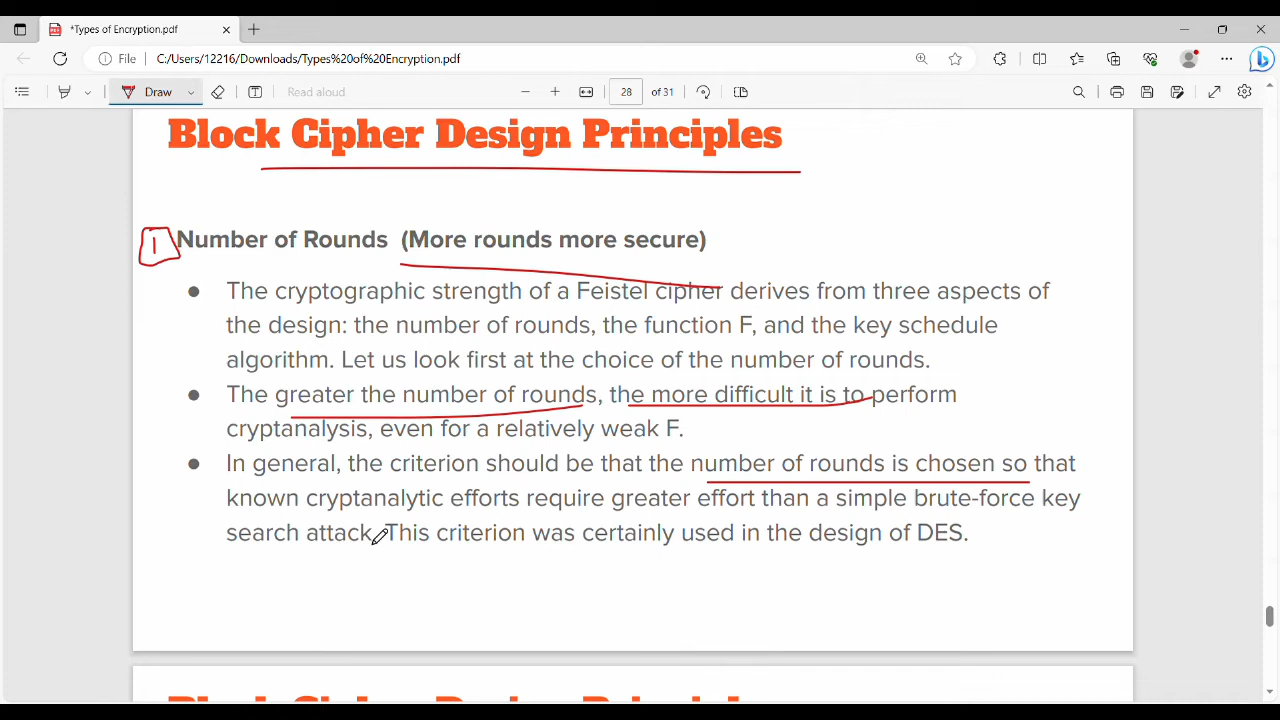 *Types of Encryption.pdf
File C:/Users/12216/Downloads/Types%20of%20Encryption.pdf
Draw Read aloud 28 of 31
Block Cipher Design Principles
1 Number of Rounds (More rounds more secure)
● The cryptographic strength of a Feistel cipher derives from three aspects of
the design: the number of rounds, the function F, and the key schedule
algorithm. Let us look first at the choice of the number of rounds.
● The greater the number of rounds, the more difficult it is to perform
cryptanalysis, even for a relatively weak F.
● In general, the criterion should be that the number of rounds is chosen so that
known cryptanalytic efforts require greater effort than a simple brute-force key
search attack. This criterion was certainly used in the design of DES.
Block Cipher Design Principles